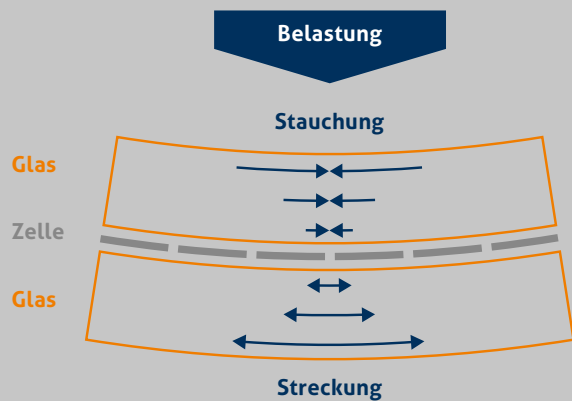 Belastung
Stauchung
Glas
Zelle
Glas
Streckung